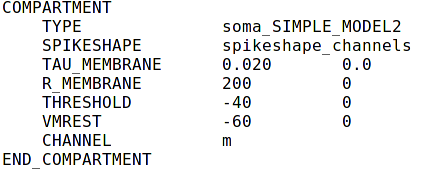 COMPARTMENT
    TYPE              soma_SIMPLE_MODEL2
    SPIKESHAPE        spikeshape_channels
    TAU_MEMBRANE      0.020       0.0
    R_MEMBRANE        200         0
    THRESHOLD         -40         0
    VMREST            -60         0
    CHANNEL           m
END_COMPARTMENT